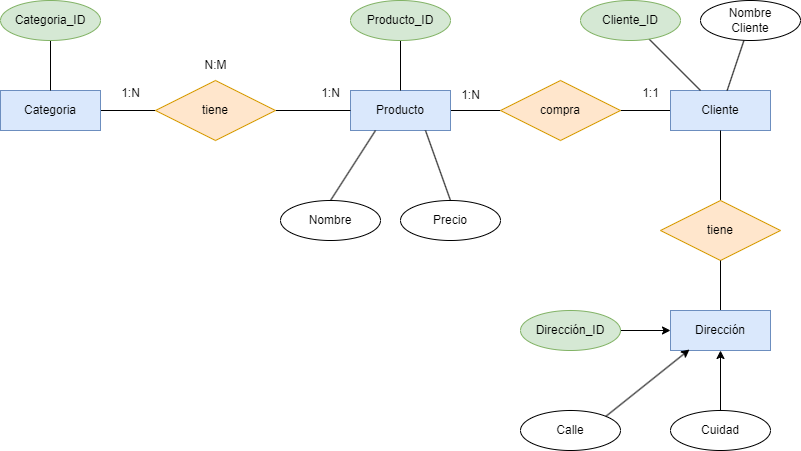 Categoria_ID
Producto_ID
Cliente_ID
Nombre
Cliente
N:M
1:N
1:N
1:N
1:1
Categoria
tiene
Producto
compra
Cliente
Nombre
Precio
tiene
Dirección_ID
Dirección
Calle
Cuidad